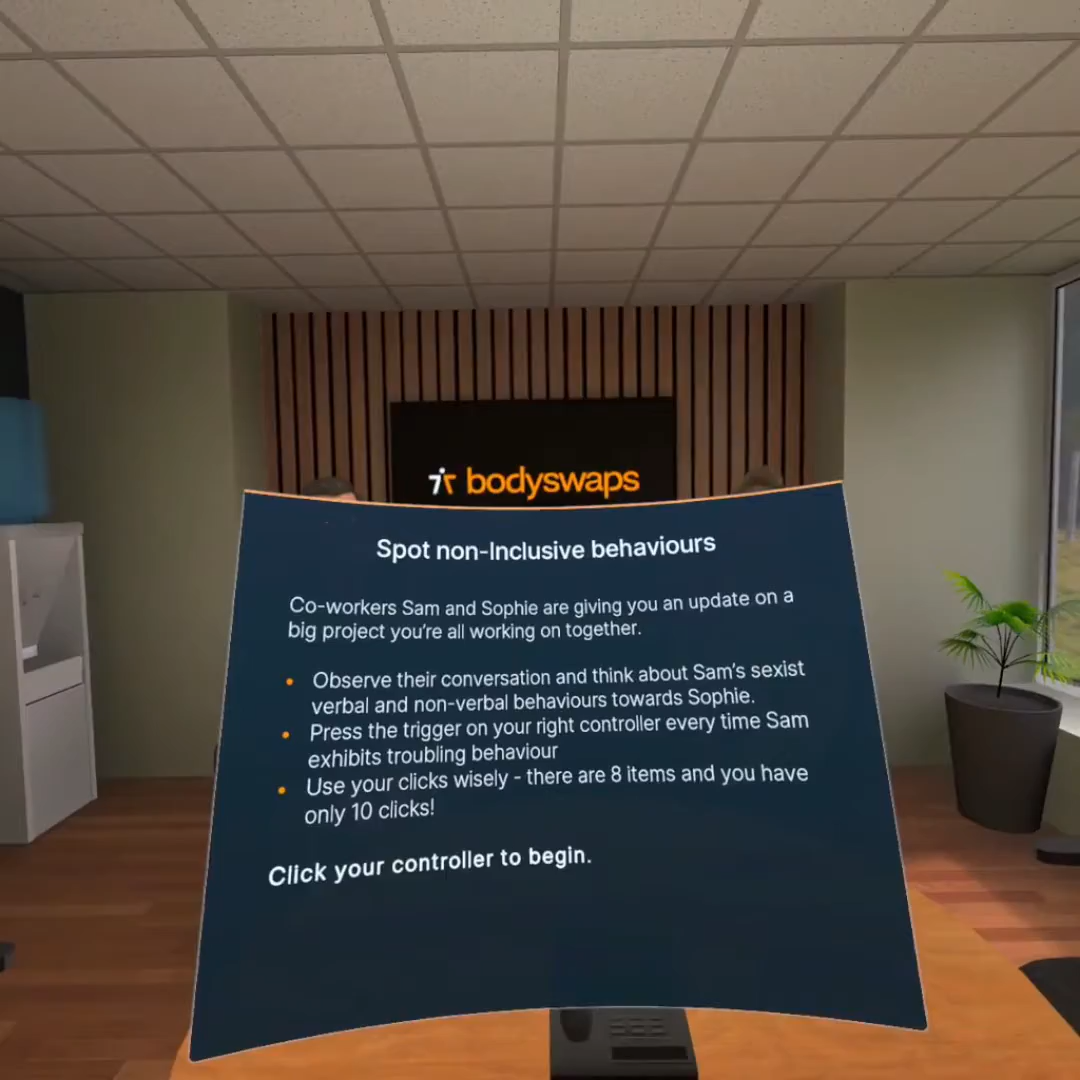 bodyswaps
Spot non-Inclusive behaviours
Co-workers Sam and Sophie are giving you an update on a
big project you're all working on together.
Observe their conversation and think about Sam's sexist
verbal and non-verbal behaviours towards Sophie.
Press the trigger on your right controller every time Sam
exhibits troubling behaviour
Use your clicks wisely - there are 8 items and you have
only 10 clicks!
Click your controller to begin.